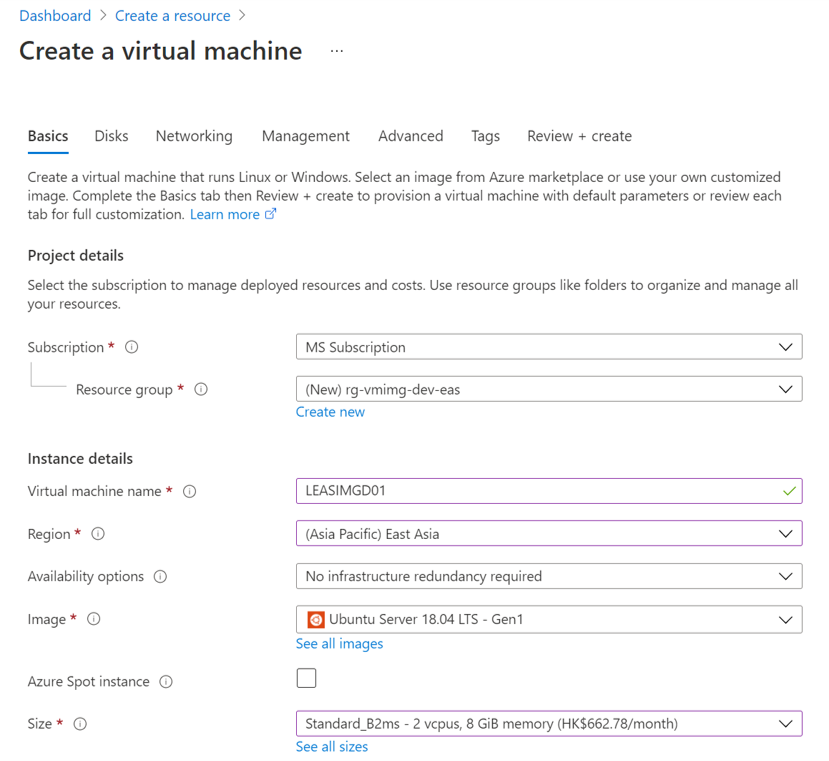 Dashboard > Create a resource >
Create a virtual machine ...
Basics Disks Networking Management Advanced Tags Review + create
Create a virtual machine that runs Linux or Windows. Select an image from Azure marketplace or use your own customized
image. Complete the Basics tab then Review + create to provision a virtual machine with default parameters or review each
tab for full customization. Learn more
Project details
Select the subscription to manage deployed resources and costs. Use resource groups like folders to organize and manage all
your resources.
Subscription * MS Subscription
Resource group * (New) rg-vmimg-dev-eas
Create new
Instance details
Virtual machine name * LEASIMGD01
Region * (Asia Pacific) East Asia
Availability options No infrastructure redundancy required
Image * Ubuntu Server 18.04 LTS - Gen1
See all images
Azure Spot instance
Size * Standard_B2ms - 2 vcpus, 8 GiB memory (HK$662.78/month)
See all sizes